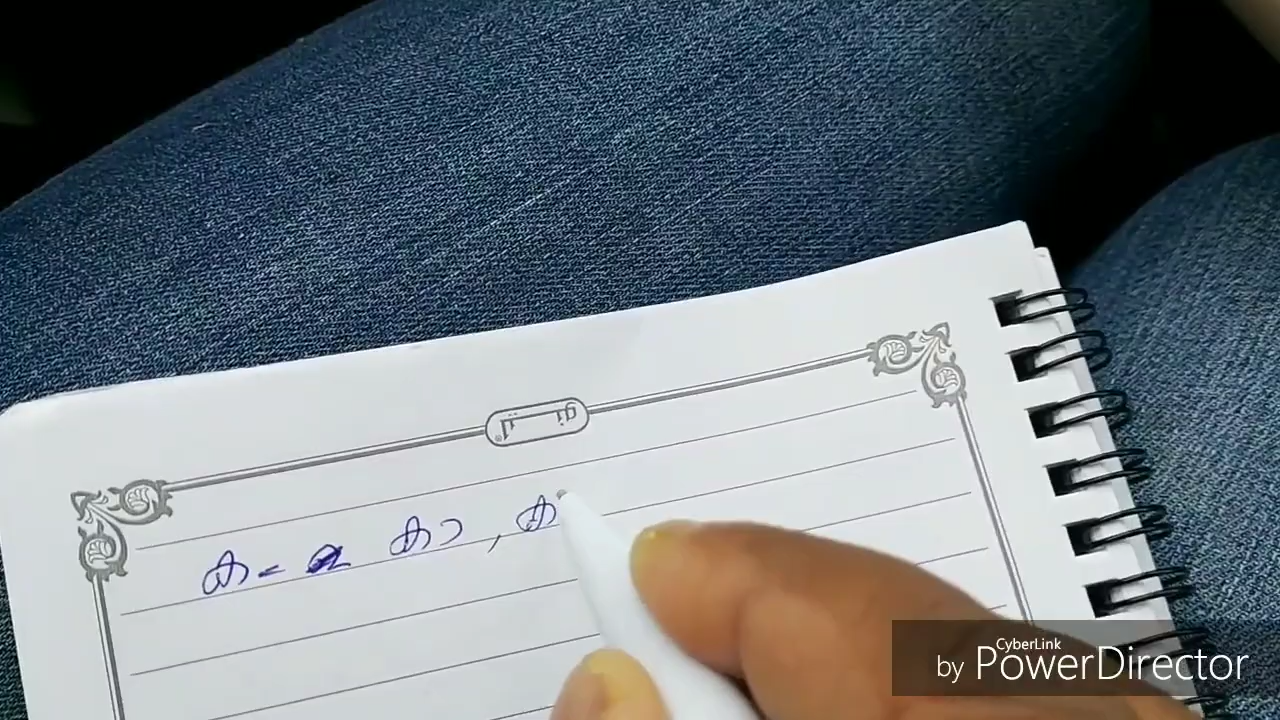 ക - കാ , ക
CyberLink
by PowerDirector